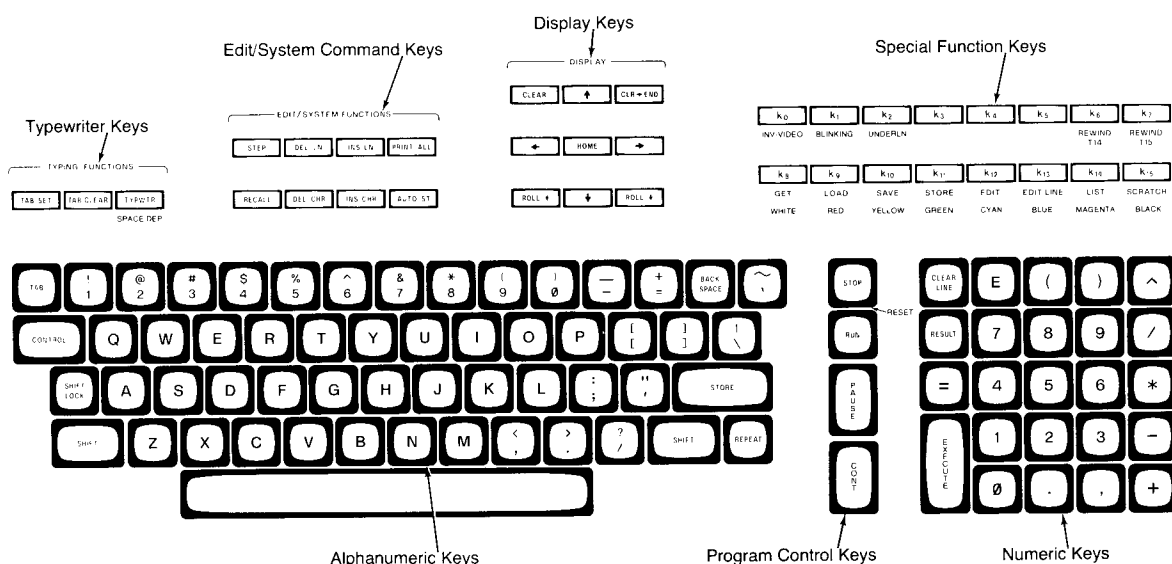 Display Keys
Edit/System Command Keys
Special Function Keys
Typewriter Keys
DISPLAY
CLEAR ↑ CLR→END
EDIT/SYSTEM FUNCTIONS
k0 k1 k2 k3 k4 k5 k6 k7
INV-VIDEO BLINKING UNDERLN REWIND T14 REWIND T15
STEP DEL LN INS LN PRINT ALL
← HOME →
TYPING FUNCTIONS
k8 k9 k10 k11 k12 k13 k14 k15
GET LOAD SAVE STORE EDIT EDIT LINE LIST SCRATCH
WHITE RED YELLOW GREEN CYAN BLUE MAGENTA BLACK
TAB SET TAB CLEAR TYPWTR
SPACE DEP
RECALL DEL CHR INS CHR AUTO ST
ROLL ↑ ↓ ROLL ↓
TAB ! 1 @ 2 # 3 $ 4 % 5 ^ 6 & 7 * 8 ( 9 ) Ø — - + = BACK SPACE ~ '
STOP
CLEAR LINE E ( ) ^
RESET
CONTROL Q W E R T Y U I O P [ [ ] ] | \
RUN
RESULT 7 8 9 /
SHIFT LOCK A S D F G H J K L : ; " ' STORE
PAUSE
= 4 5 6 *
SHIFT Z X C V B N M < , > . ? / SHIFT REPEAT
CONT
EXECUTE 1 2 3 -
Ø . , +
Alphanumeric Keys
Program Control Keys
Numeric Keys